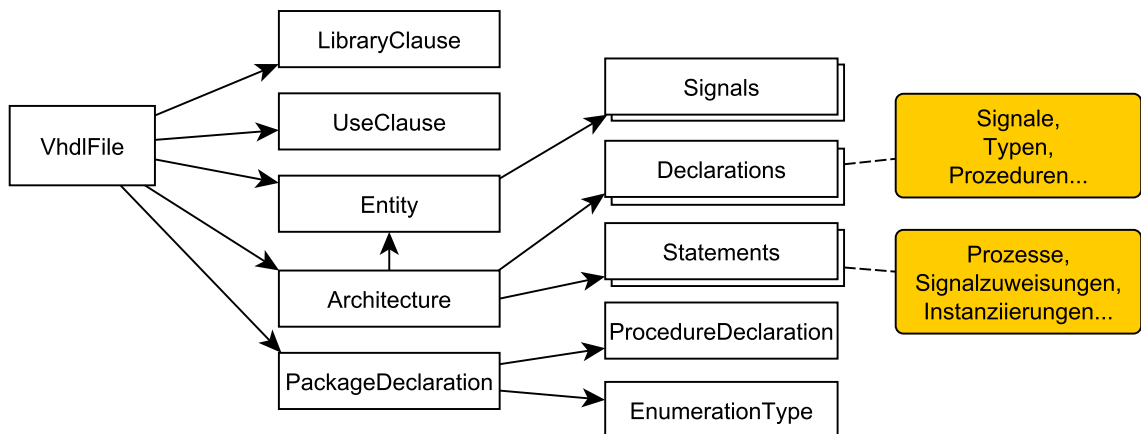 LibraryClause
VhdlFile
UseClause
Entity
Architecture
PackageDeclaration
Signals
Declarations
Statements
ProcedureDeclaration
EnumerationType
Signale,
Typen,
Prozeduren...
Prozesse,
Signalzuweisungen,
Instanziierungen...